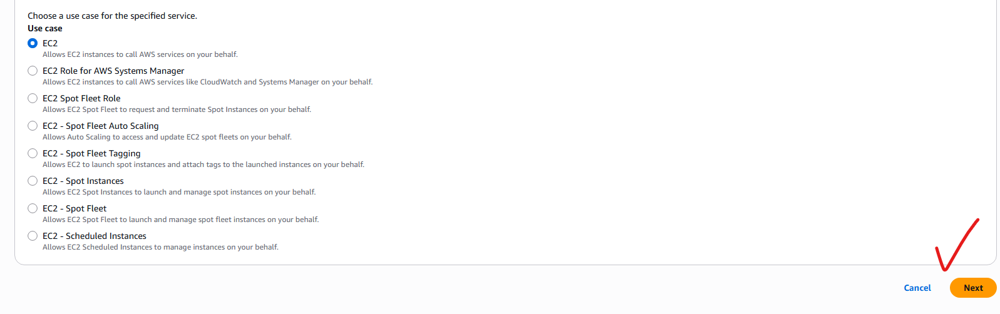 Choose a use case for the specified service.
Use case
EC2
Allows EC2 instances to call AWS services on your behalf.
EC2 Role for AWS Systems Manager
Allows EC2 instances to call AWS services like CloudWatch and Systems Manager on your behalf.
EC2 Spot Fleet Role
Allows EC2 Spot Fleet to request and terminate Spot Instances on your behalf.
EC2 - Spot Fleet Auto Scaling
Allows Auto Scaling to access and update EC2 spot fleets on your behalf.
EC2 - Spot Fleet Tagging
Allows EC2 to launch spot instances and attach tags to the launched instances on your behalf.
EC2 - Spot Instances
Allows EC2 Spot Instances to launch and manage spot instances on your behalf.
EC2 - Spot Fleet
Allows EC2 Spot Fleet to launch and manage spot fleet instances on your behalf.
EC2 - Scheduled Instances
Allows EC2 Scheduled Instances to manage instances on your behalf.
Cancel Next